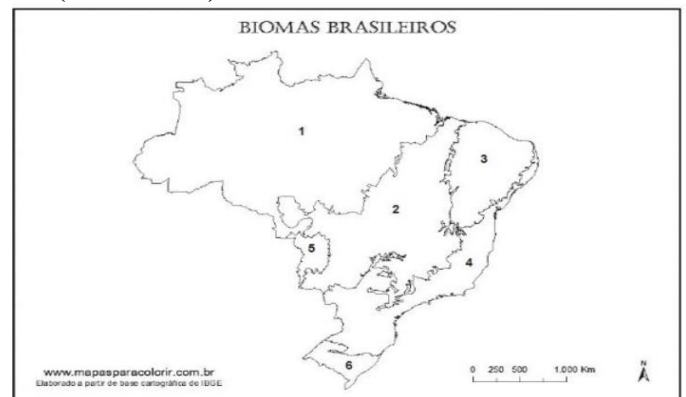 BIOMAS BRASILEIROS
1
3
2
5
4
6
www.mapasparacolorir.com.br
Elaborado a partir de base cartográfica do IBGE
0 250 500 1.000 Km
N